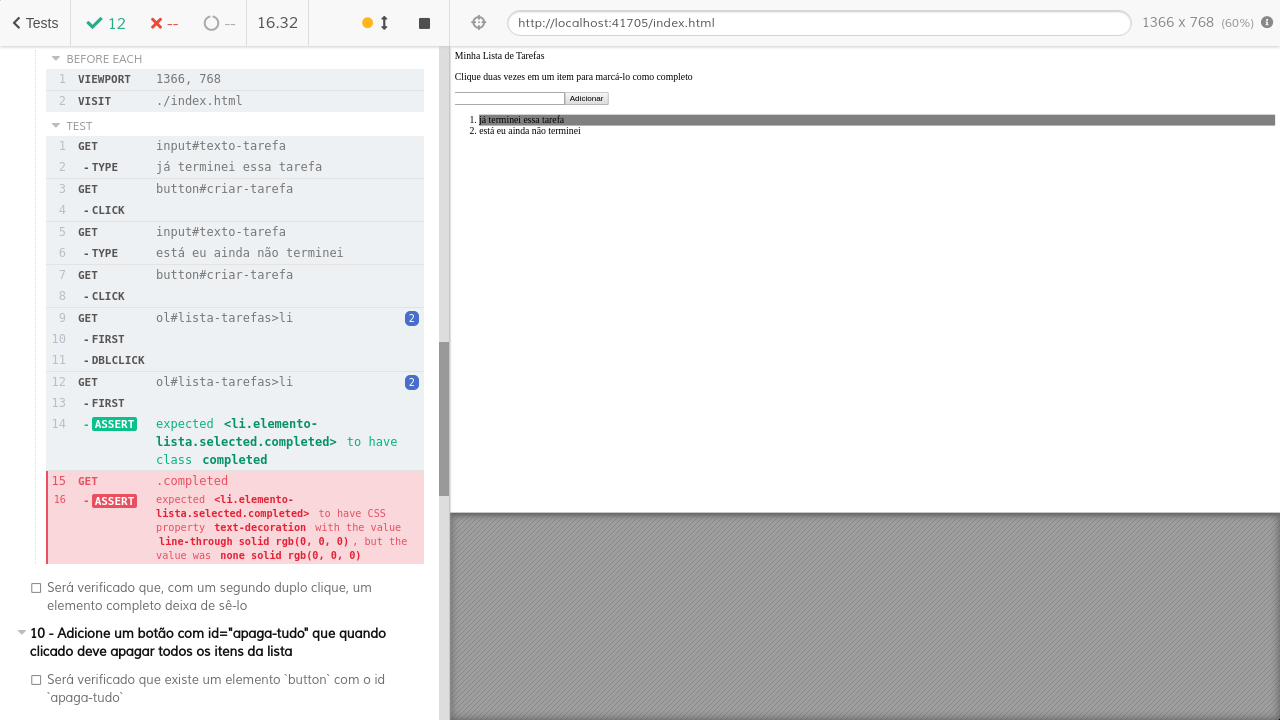 Tests 12 -- -- 16.32
http://localhost:41705/index.html 1366 x 768 (60%)
BEFORE EACH
1 VIEWPORT 1366, 768
2 VISIT ./index.html
TEST
1 GET input#texto-tarefa
2 - TYPE já terminei essa tarefa
3 GET button#criar-tarefa
4 - CLICK
5 GET input#texto-tarefa
6 - TYPE está eu ainda não terminei
7 GET button#criar-tarefa
8 - CLICK
9 GET ol#lista-tarefas>li 2
10 - FIRST
11 - DBLCLICK
12 GET ol#lista-tarefas>li 2
13 - FIRST
14 - ASSERT expected <li.elemento-
lista.selected.completed> to have
class completed
15 GET .completed
16 - ASSERT expected <li.elemento-
lista.selected.completed> to have CSS
property text-decoration with the value
line-through solid rgb(0, 0, 0) , but the
value was none solid rgb(0, 0, 0)
Será verificado que, com um segundo duplo clique, um
elemento completo deixa de sê-lo
10 - Adicione um botão com id="apaga-tudo" que quando
clicado deve apagar todos os itens da lista
Será verificado que existe um elemento `button` com o id
`apaga-tudo`
Minha Lista de Tarefas
Clique duas vezes em um item para marcá-lo como completo
Adicionar
1. já terminei essa tarefa
2. está eu ainda não terminei